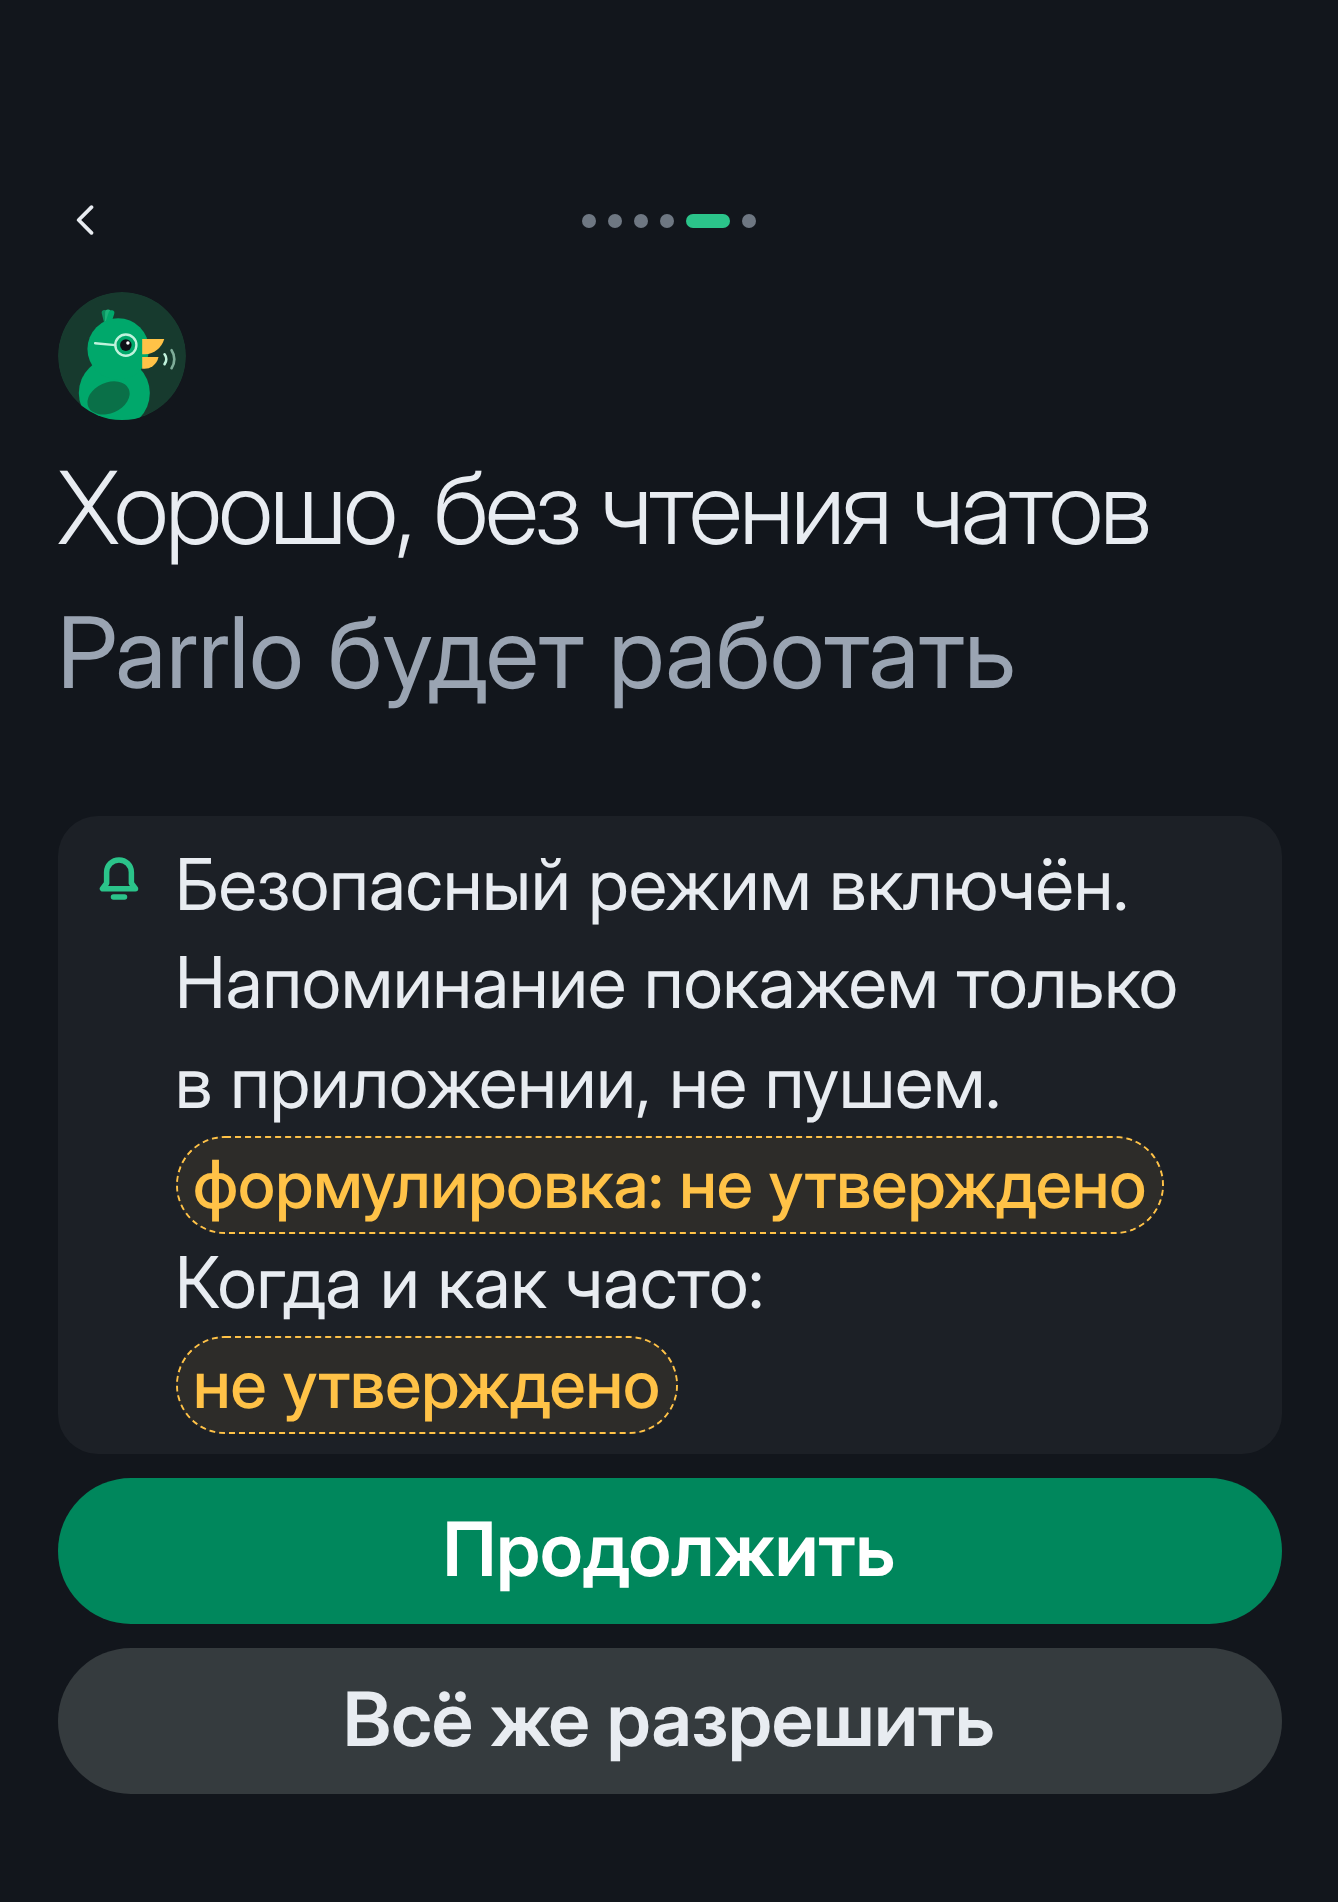 Хорошо, без чтения чатов
Parrlo будет работать
Безопасный режим включён.
Напоминание покажем только
в приложении, не пушем.
формулировка: не утверждено
Когда и как часто:
не утверждено
Продолжить
Всё же разрешить